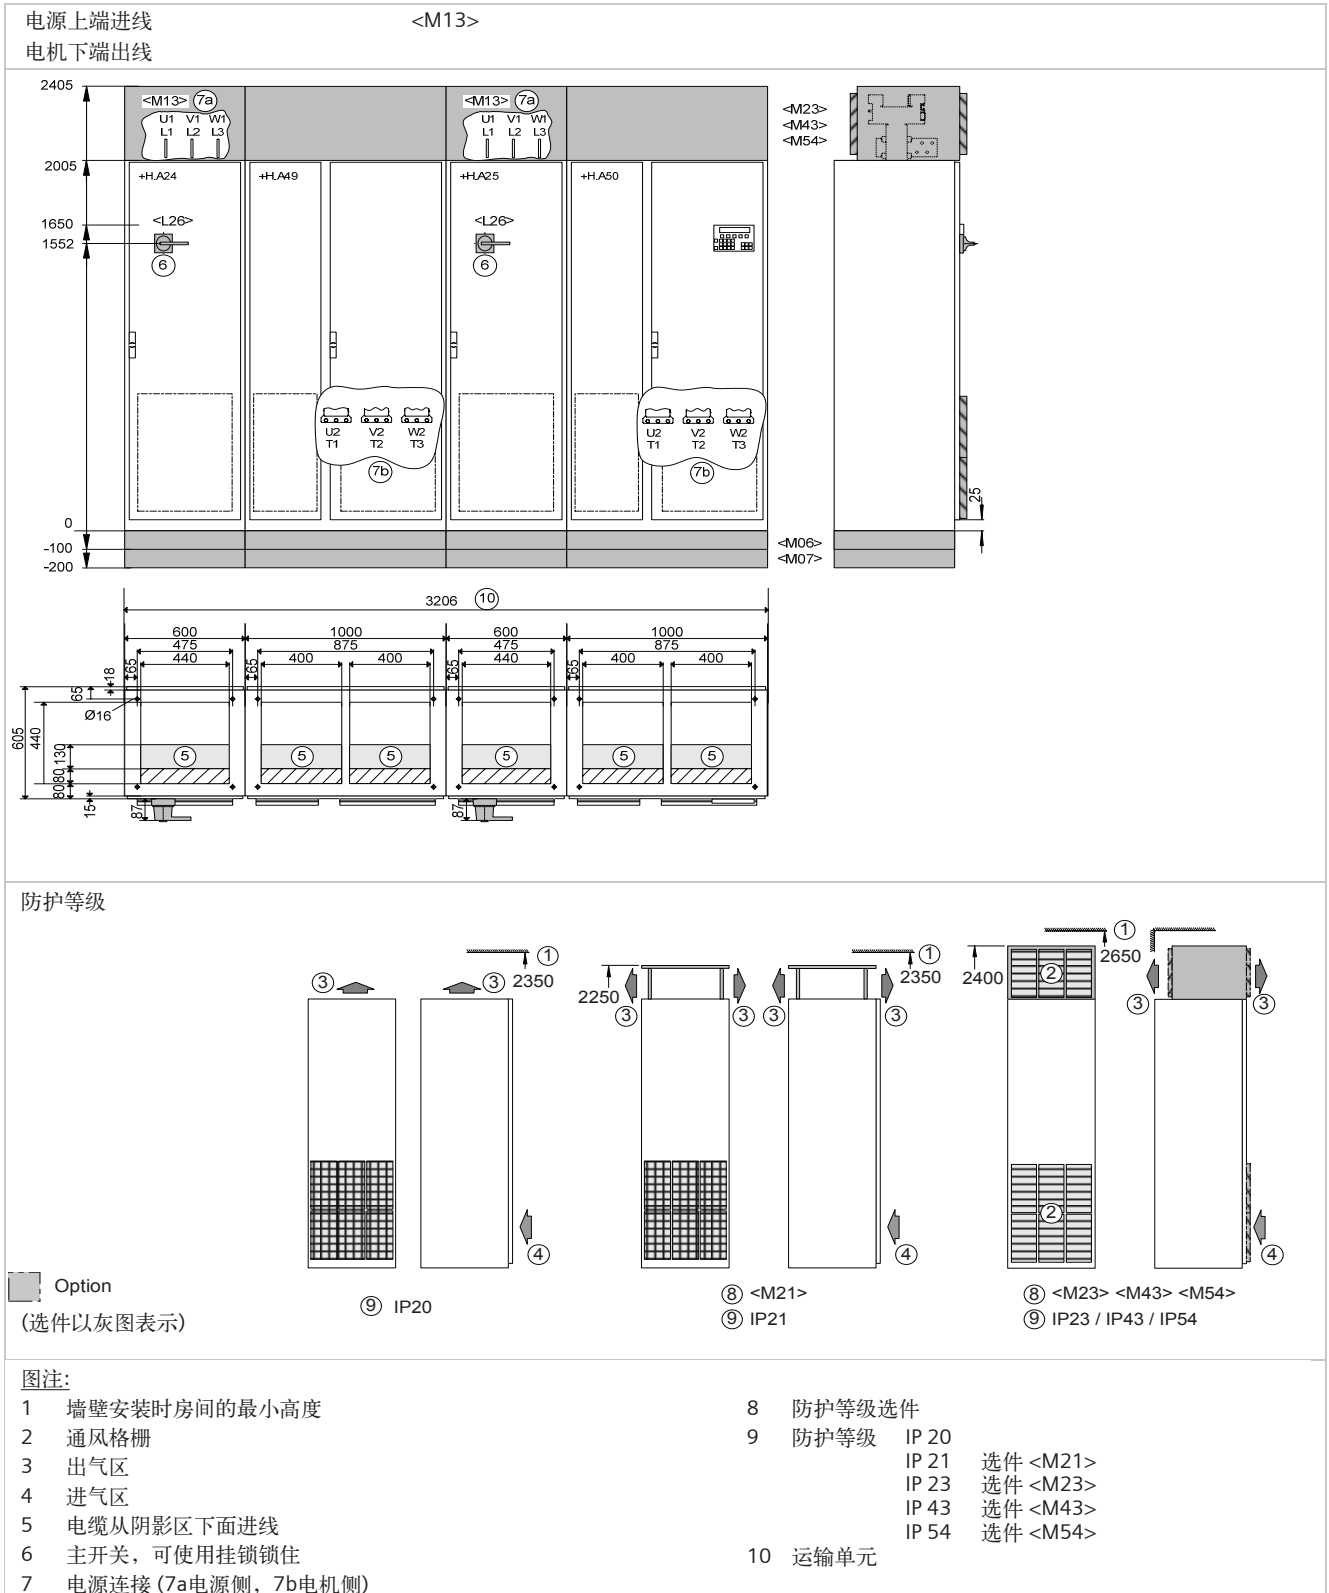 电源上端进线 <M13>
电机下端出线
2405
<M13> 7a <M13> 7a
U1 V1 W1 U1 V1 W1
L1 L2 L3 L1 L2 L3
<M23>
<M43>
<M54>
2005
+H.A24 +H.A49 +H.A25 +H.A50
1650 <L26> <L26>
1552
6 6
U2 V2 W2 U2 V2 W2
T1 T2 T3 T1 T2 T3
7b 7b
25
0
-100 <M06>
-200 <M07>
3206 10
600 1000 600 1000
475 875 475 875
440 400 400 440 400 400
65 65 65 65
18
65
Ø16
605
440
130
80
80
5 5 5 5 5 5
15 87 87
防护等级
3 3 1 2350
2250 3 3 3 3 1 2350
2400 2 1 2650 3 3
4 4 2 4
Option
(选件以灰图表示)
9 IP20
8 <M21>
9 IP21
8 <M23> <M43> <M54>
9 IP23 / IP43 / IP54
图注:
1 墙壁安装时房间的最小高度
2 通风格栅
3 出气区
4 进气区
5 电缆从阴影区下面进线
6 主开关，可使用挂锁锁住
7 电源连接 (7a电源侧，7b电机侧)
8 防护等级选件
9 防护等级 IP 20
IP 21 选件 <M21>
IP 23 选件 <M23>
IP 43 选件 <M43>
IP 54 选件 <M54>
10 运输单元